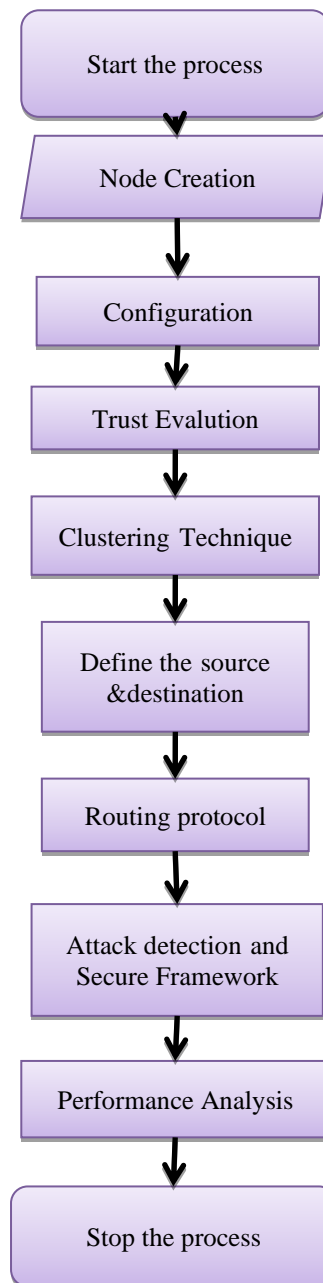 Start the process
Node Creation
Configuration
Trust Evalution
Clustering Technique
Define the source
&destination
Routing protocol
Attack detection and
Secure Framework
Performance Analysis
Stop the process